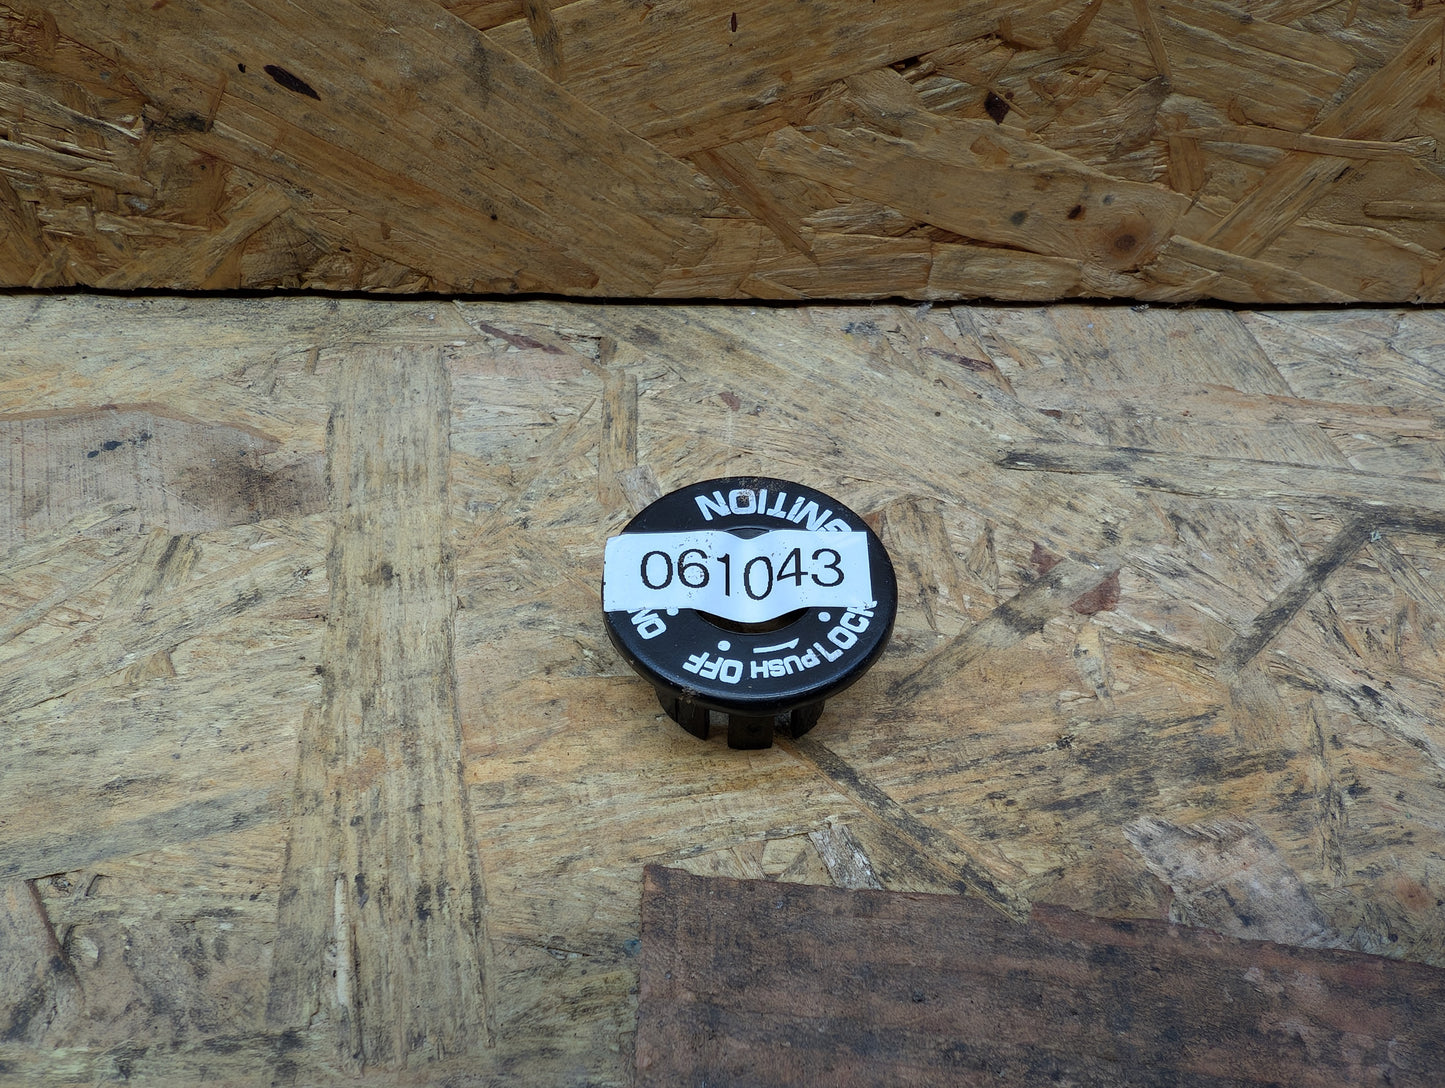 IGNITION
061043
ON
OFF
PUSH
LOCK